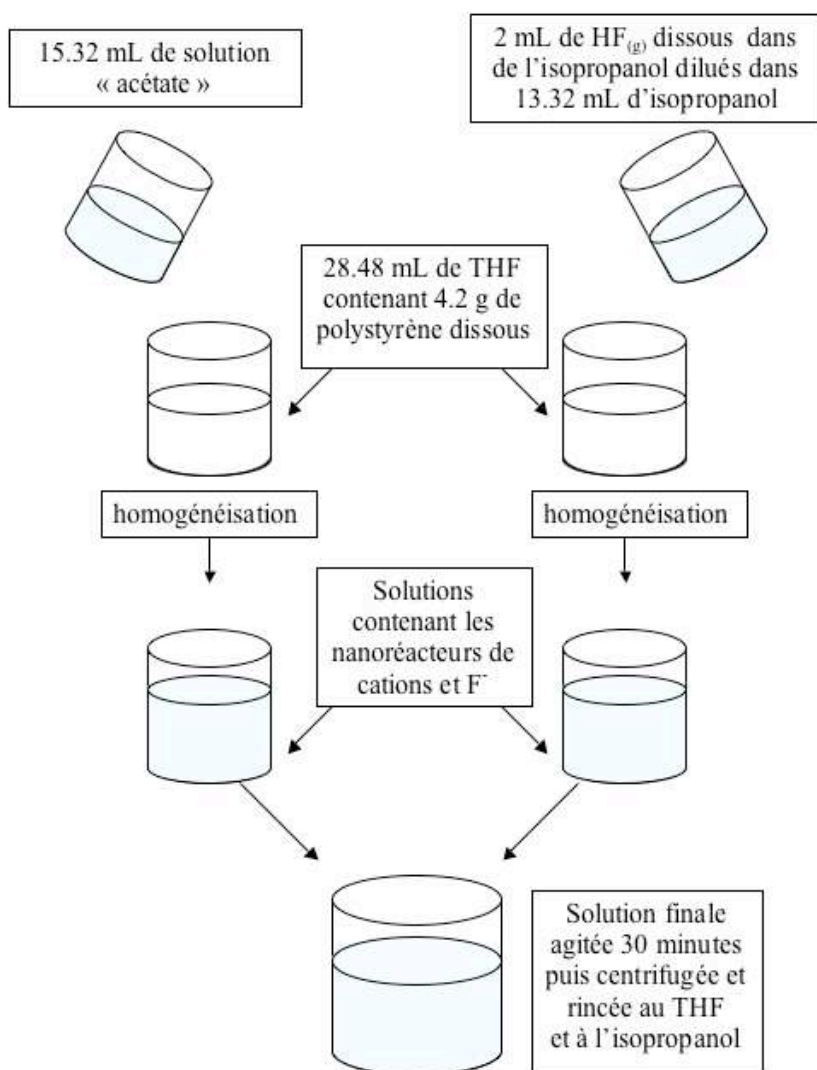 15.32 mL de solution
« acétate »
2 mL de HF(g) dissous dans
de l’isopropanol dilués dans
13.32 mL d’isopropanol
28.48 mL de THF
contenant 4.2 g de
polystyrène dissous
homogénéisation
homogénéisation
Solutions
contenant les
nanoréacteurs de
cations et F-
Solution finale
agitée 30 minutes
puis centrifugée et
rincée au THF
et à l’isopropanol